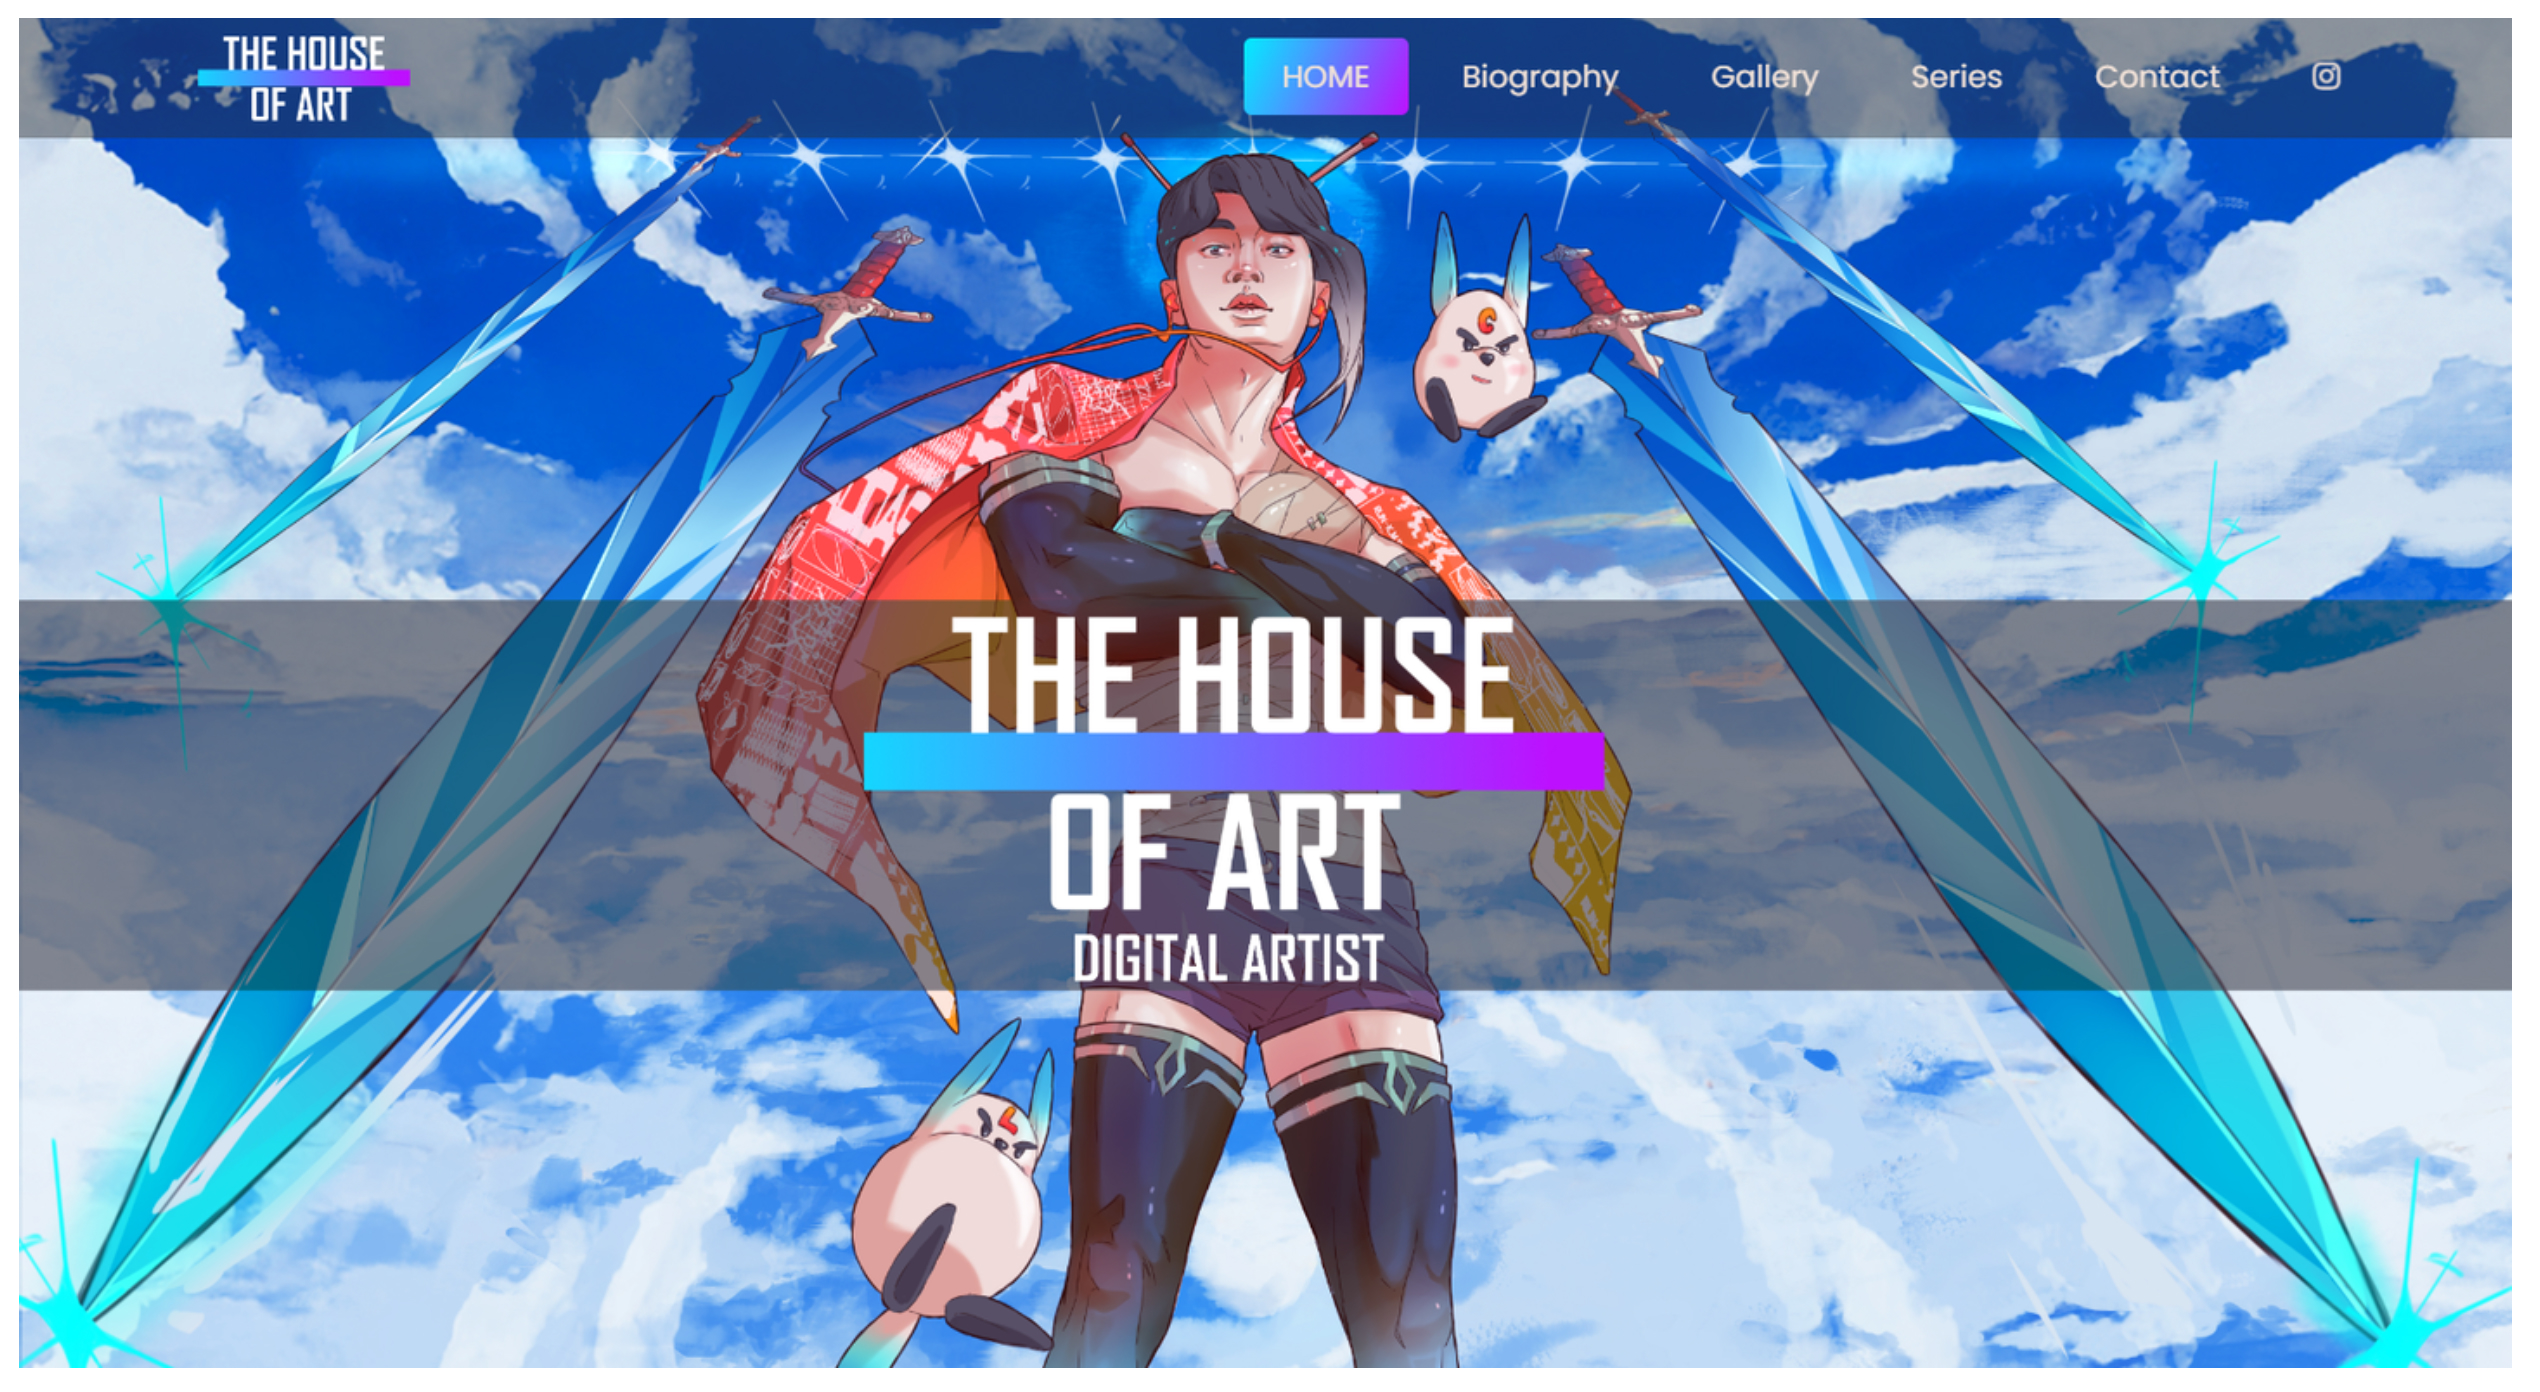 THE HOUSE
OF ART
HOME Biography Gallery Series Contact
C
THE HOUSE
OF ART
DIGITAL ARTIST
L